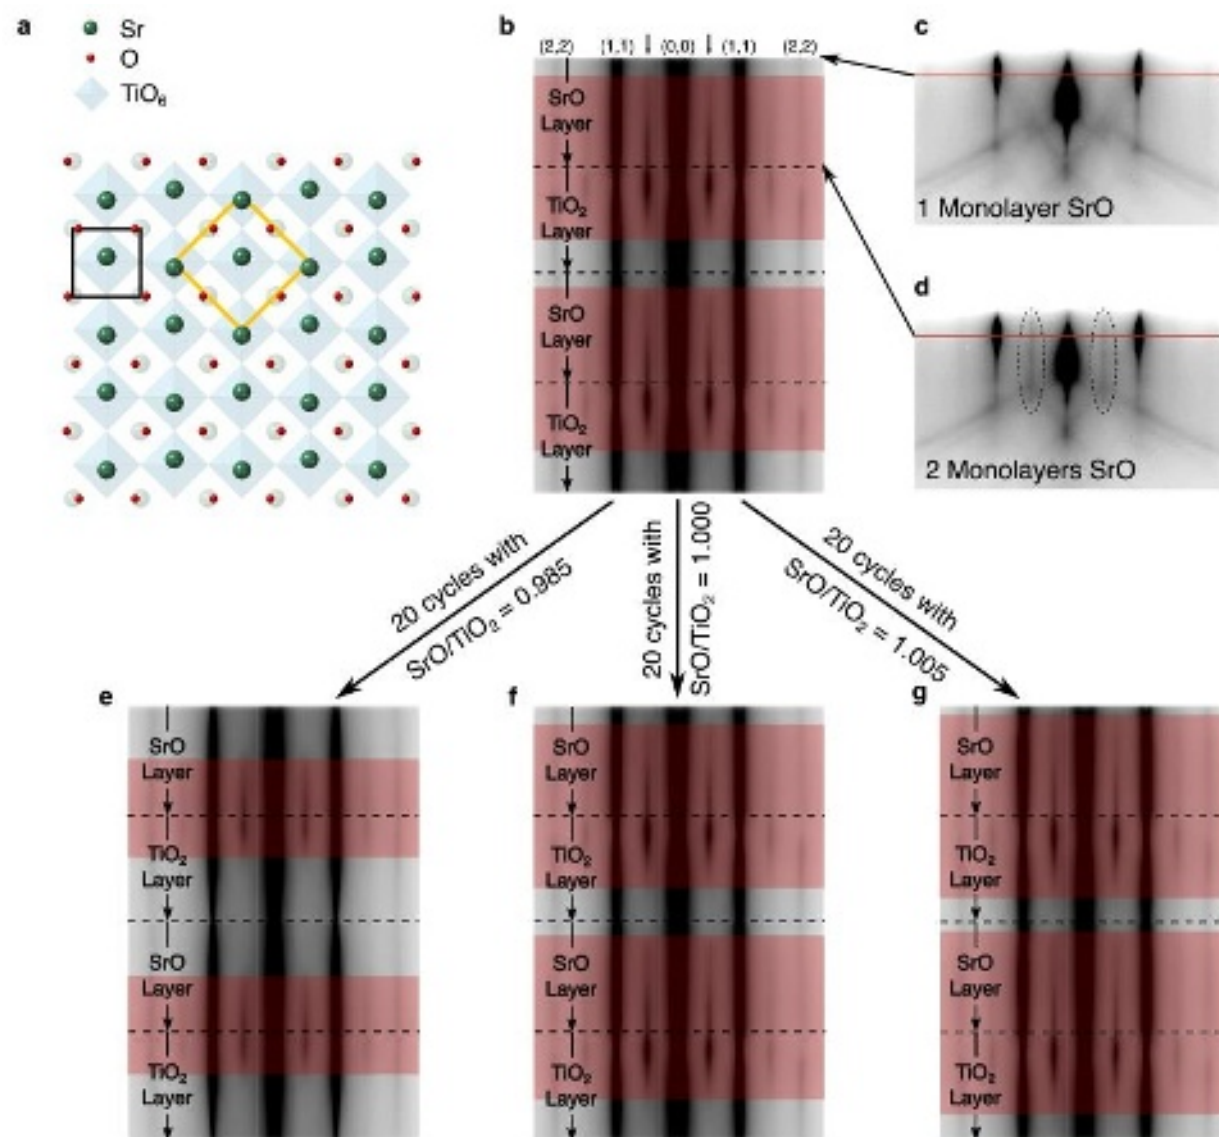 a
Sr
O
TiO₆
b
(2,2) (1,1) (0,0) (1,1) (2,2)
SrO
Layer
TiO₂
Layer
SrO
Layer
TiO₂
Layer
c
1 Monolayer SrO
d
2 Monolayers SrO
20 cycles with
SrO/TiO₂ = 0.985
20 cycles with
SrO/TiO₂ = 1.000
20 cycles with
SrO/TiO₂ = 1.005
e
SrO
Layer
TiO₂
Layer
SrO
Layer
TiO₂
Layer
f
SrO
Layer
TiO₂
Layer
SrO
Layer
TiO₂
Layer
g
SrO
Layer
TiO₂
Layer
SrO
Layer
TiO₂
Layer